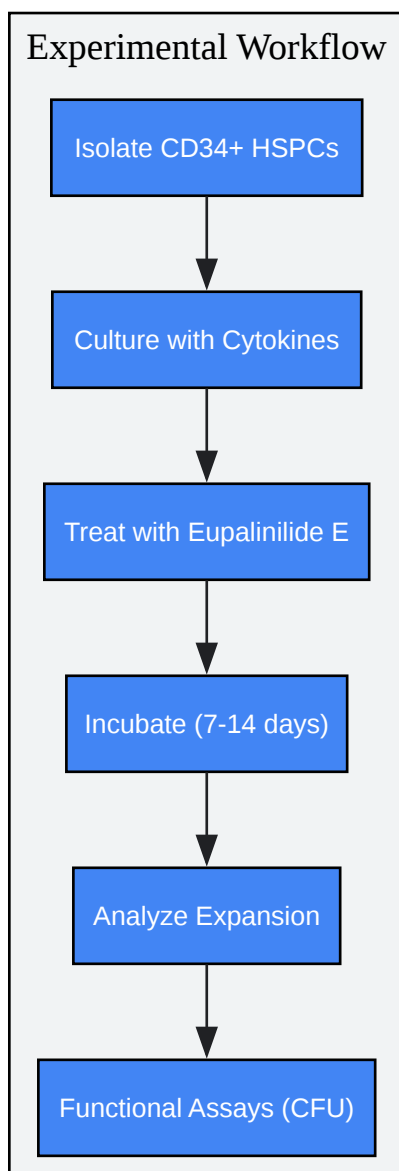 Experimental Workflow
Isolate CD34+ HSPCs
Culture with Cytokines
Treat with Eupalinilide E
Incubate (7-14 days)
Analyze Expansion
Functional Assays (CFU)